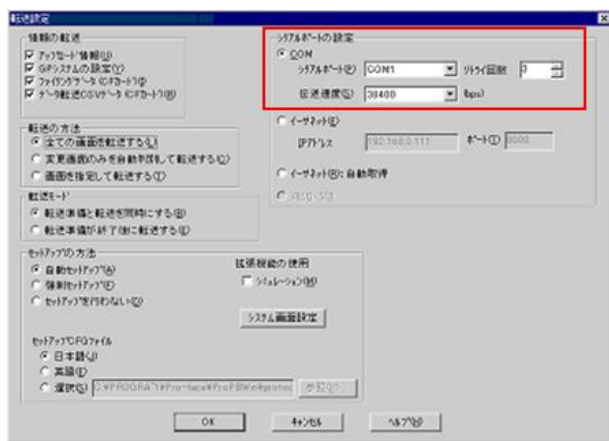 転送設定
情報の転送
アップロード情報(U)
GPシステムの設定(Y)
ファイリングデータ(CFカード)(I)
データ転送CSVデータ(CFカード)(R)
転送の方法
全ての画面を転送する(L)
変更画面のみを自動判別して転送する(C)
画面を指定して転送する(T)
転送モード
転送準備と転送を同時にする(B)
転送準備が終了後に転送する(E)
セットアップの方法
自動セットアップ(A)
強制セットアップ(F)
セットアップを行わない(O)
拡張機能の使用
シミュレーション(M)
システム画面設定
セットアップCFGファイル
日本語(J)
英語(E)
選択(S) C:¥PROGRA~1¥Pro-face¥ProPBWin¥protoc 参照(Q)...
シリアルポートの設定
COM
シリアルポート(P) COM1 リトライ回数 3
伝送速度(S) 38400 (bps)
イーサネット(E)
IPアドレス 192.168.0.111 ポート(T) 8000
イーサネット(N): 自動取得
OK キャンセル ヘルプ(H)